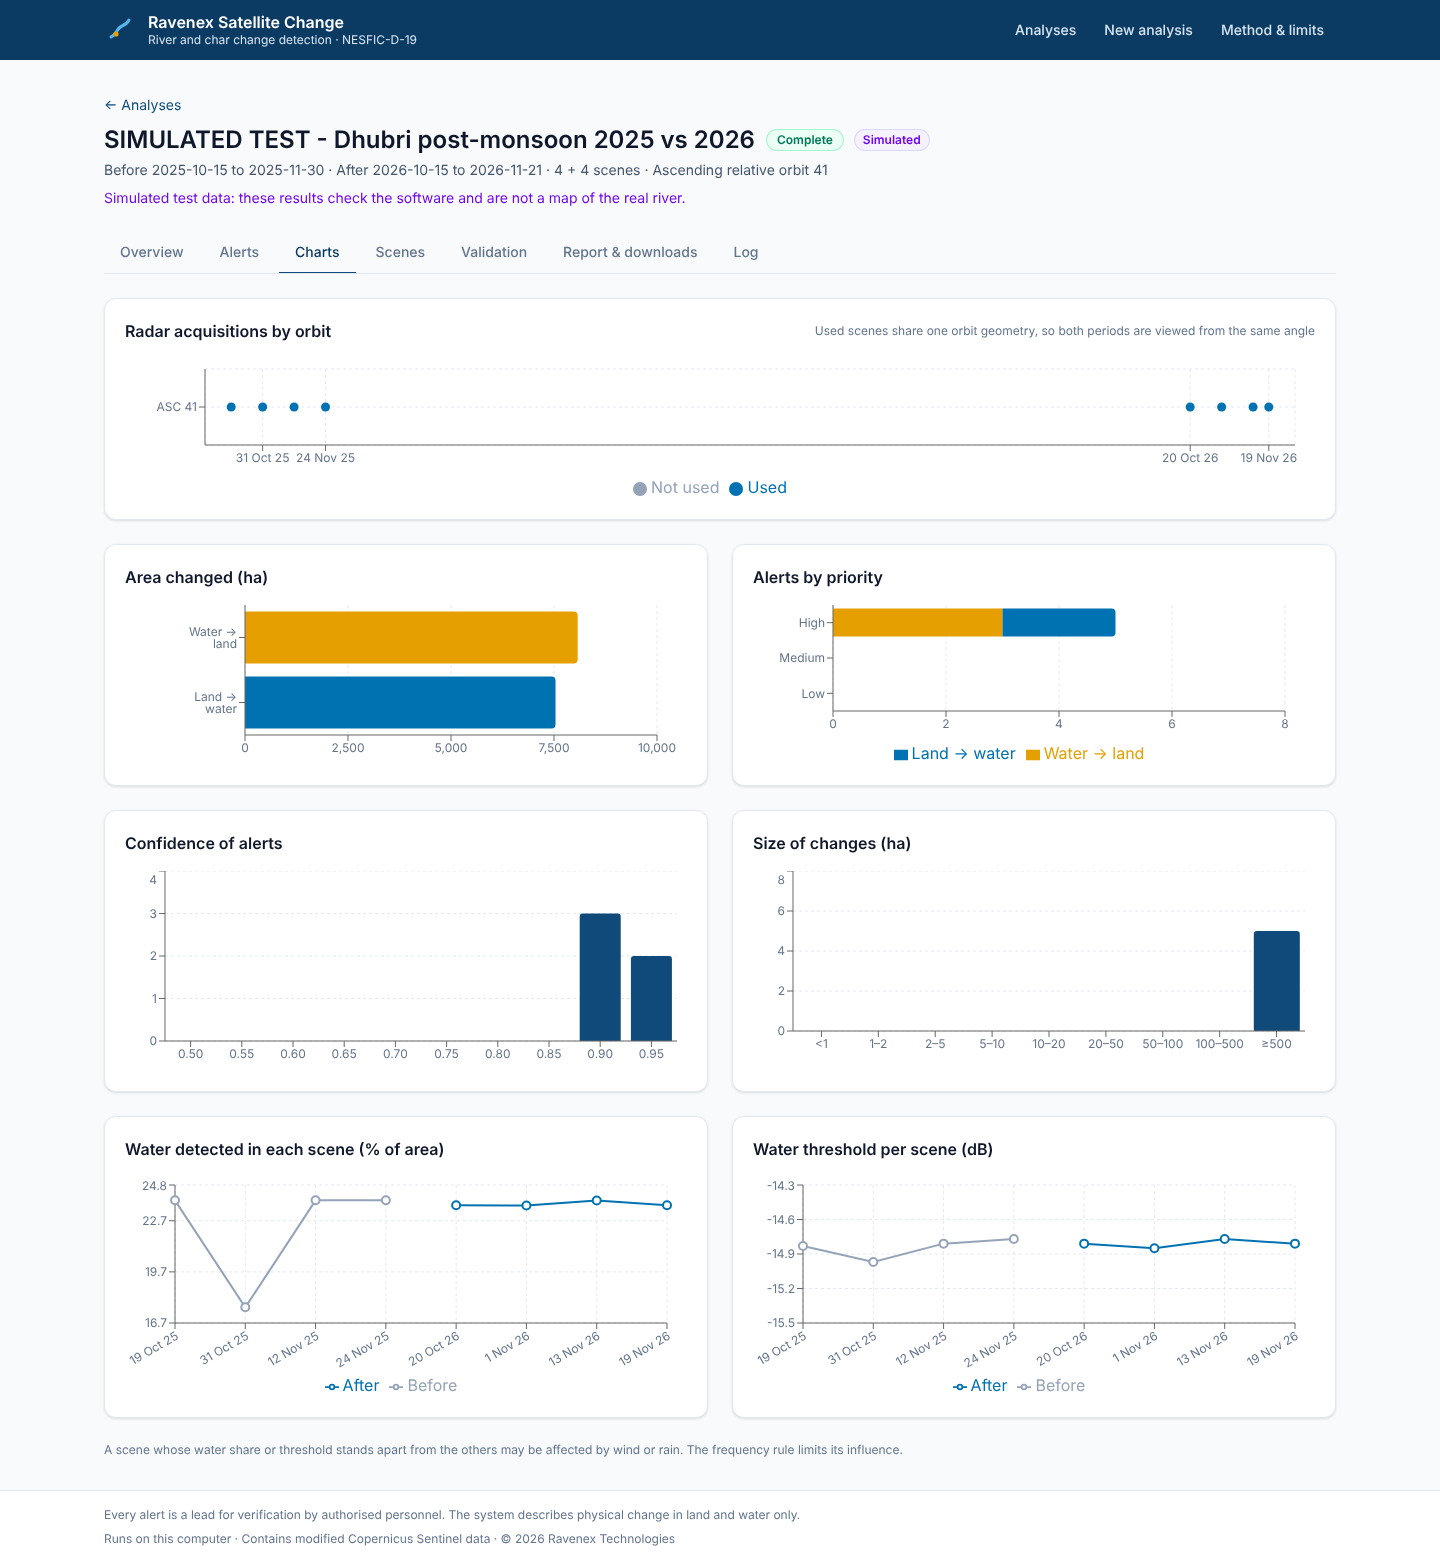 Ravenex Satellite Change
River and char change detection · NESFIC-D-19
Analyses
New analysis
Method & limits
← Analyses
SIMULATED TEST - Dhubri post-monsoon 2025 vs 2026
Complete
Simulated
Before 2025-10-15 to 2025-11-30 · After 2026-10-15 to 2026-11-21 · 4 + 4 scenes · Ascending relative orbit 41
Simulated test data: these results check the software and are not a map of the real river.
Overview
Alerts
Charts
Scenes
Validation
Report & downloads
Log
Radar acquisitions by orbit
Used scenes share one orbit geometry, so both periods are viewed from the same angle
ASC 41
31 Oct 25
24 Nov 25
20 Oct 26
19 Nov 26
Not used
Used
Area changed (ha)
Water →
land
Land →
water
0
2,500
5,000
7,500
10,000
Alerts by priority
High
Medium
Low
0
2
4
6
8
Land → water
Water → land
Confidence of alerts
4
3
2
1
0
0.50
0.55
0.60
0.65
0.70
0.75
0.80
0.85
0.90
0.95
Size of changes (ha)
8
6
4
2
0
<1
1–2
2–5
5–10
10–20
20–50
50–100
100–500
≥500
Water detected in each scene (% of area)
24.8
22.7
19.7
16.7
19 Oct 25
31 Oct 25
12 Nov 25
24 Nov 25
20 Oct 26
1 Nov 26
13 Nov 26
19 Nov 26
After
Before
Water threshold per scene (dB)
-14.3
-14.6
-14.9
-15.2
-15.5
19 Oct 25
31 Oct 25
12 Nov 25
24 Nov 25
20 Oct 26
1 Nov 26
13 Nov 26
19 Nov 26
After
Before
A scene whose water share or threshold stands apart from the others may be affected by wind or rain. The frequency rule limits its influence.
Every alert is a lead for verification by authorised personnel. The system describes physical change in land and water only.
Runs on this computer · Contains modified Copernicus Sentinel data · © 2026 Ravenex Technologies